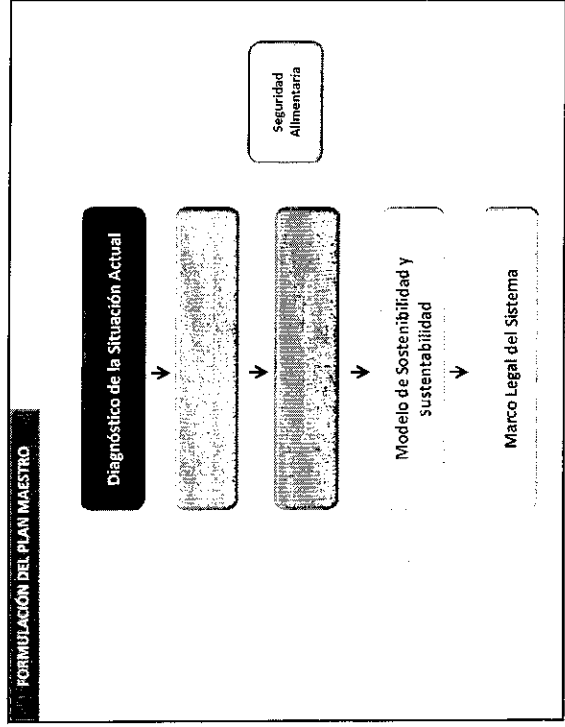 FORMULACIÓN DEL PLAN MAESTRO
Diagnóstico de la Situación Actual
Seguridad
Alimentaria
Modelo de Sostenibilidad y
Sustentabilidad
Marco Legal del Sistema